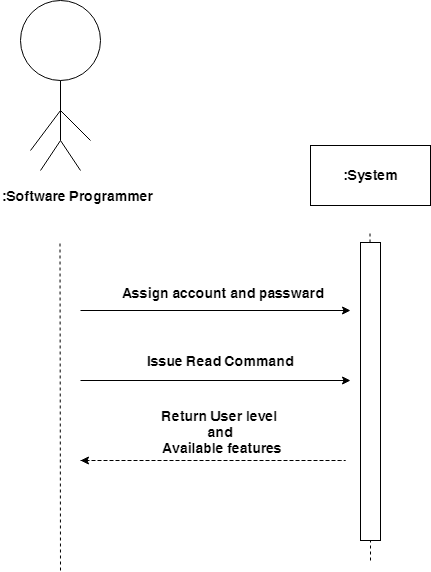 :Software Programmer
:System
Assign account and passward
Issue Read Command
Return User level
and
Available features